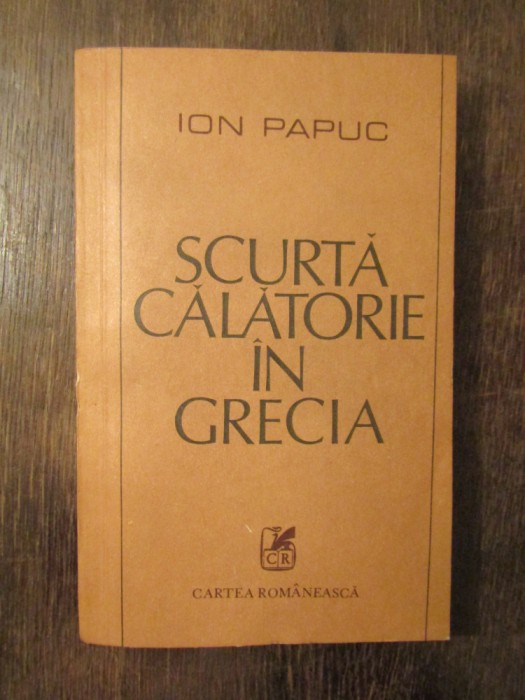 ION PAPUC
SCURTĂ
CĂLĂTORIE
ÎN
GRECIA
CR
CARTEA ROMÂNEASCĂ